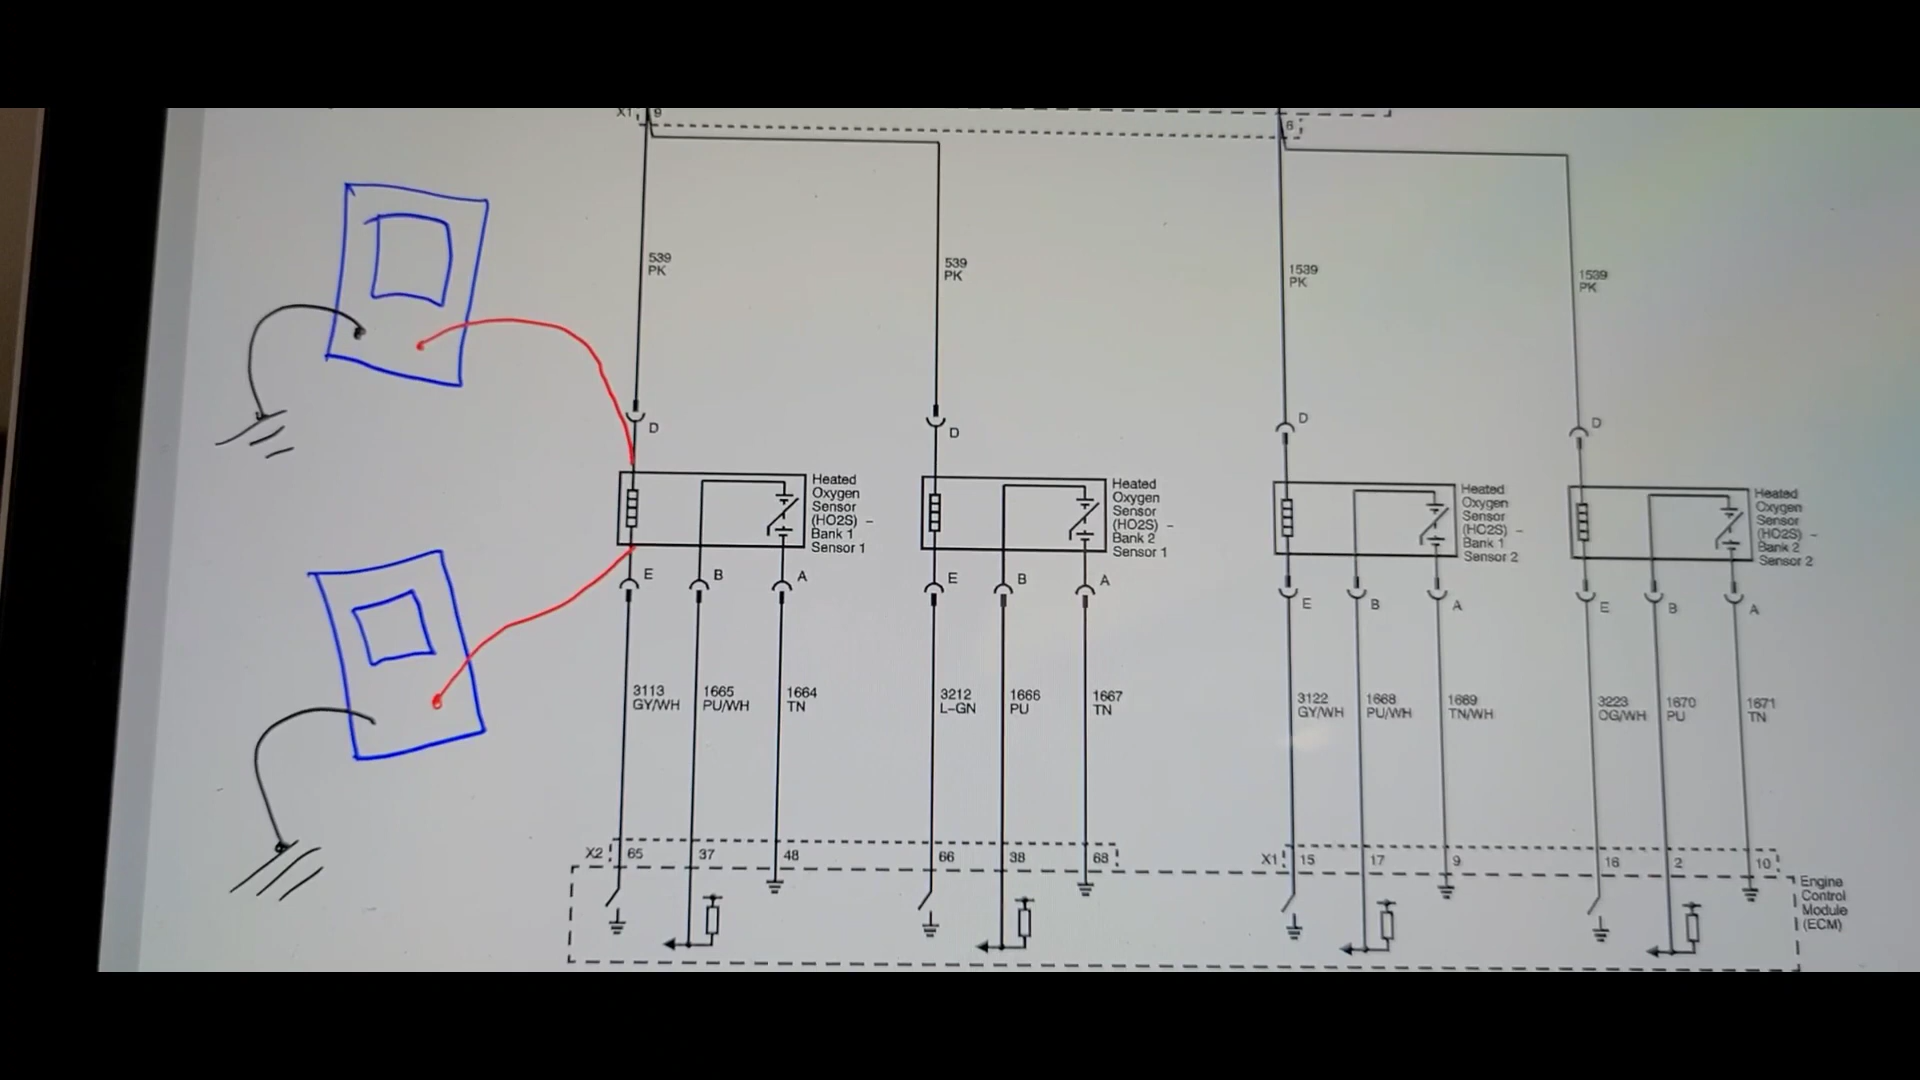 X1 9
6
539
PK
539
PK
1539
PK
1539
PK
D
D
D
D
Heated
Oxygen
Sensor
(HO2S) –
Bank 1
Sensor 1
Heated
Oxygen
Sensor
(HO2S) –
Bank 2
Sensor 1
Heated
Oxygen
Sensor
(HO2S) –
Bank 1
Sensor 2
Heated
Oxygen
Sensor
(HO2S) –
Bank 2
Sensor 2
E B A
E B A
E B A
E B A
3113
GY/WH
1665
PU/WH
1664
TN
3212
L-GN
1666
PU
1667
TN
3122
GY/WH
1668
PU/WH
1669
TN/WH
3223
OG/WH
1670
PU
1671
TN
X2 65 37 48 66 38 68
X1 15 17 9 16 2 10
Engine
Control
Module
(ECM)